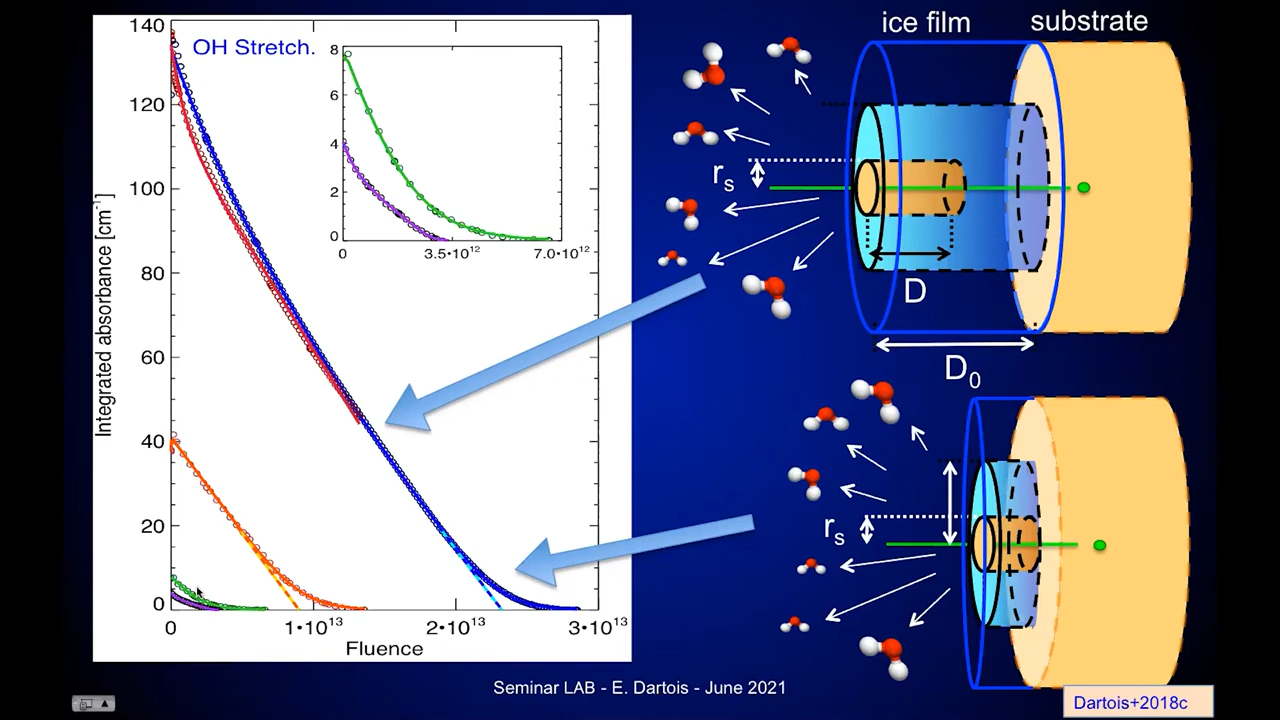 ice film
substrate
140
120
100
80
60
40
20
0
Integrated absorbance [cm⁻¹]
OH Stretch.
8
6
4
2
0
0
3.5•10¹²
7.0•10¹²
0
1•10¹³
2•10¹³
3•10¹³
Fluence
rₛ
D
D₀
rₛ
Seminar LAB - E. Dartois - June 2021
Dartois+2018c